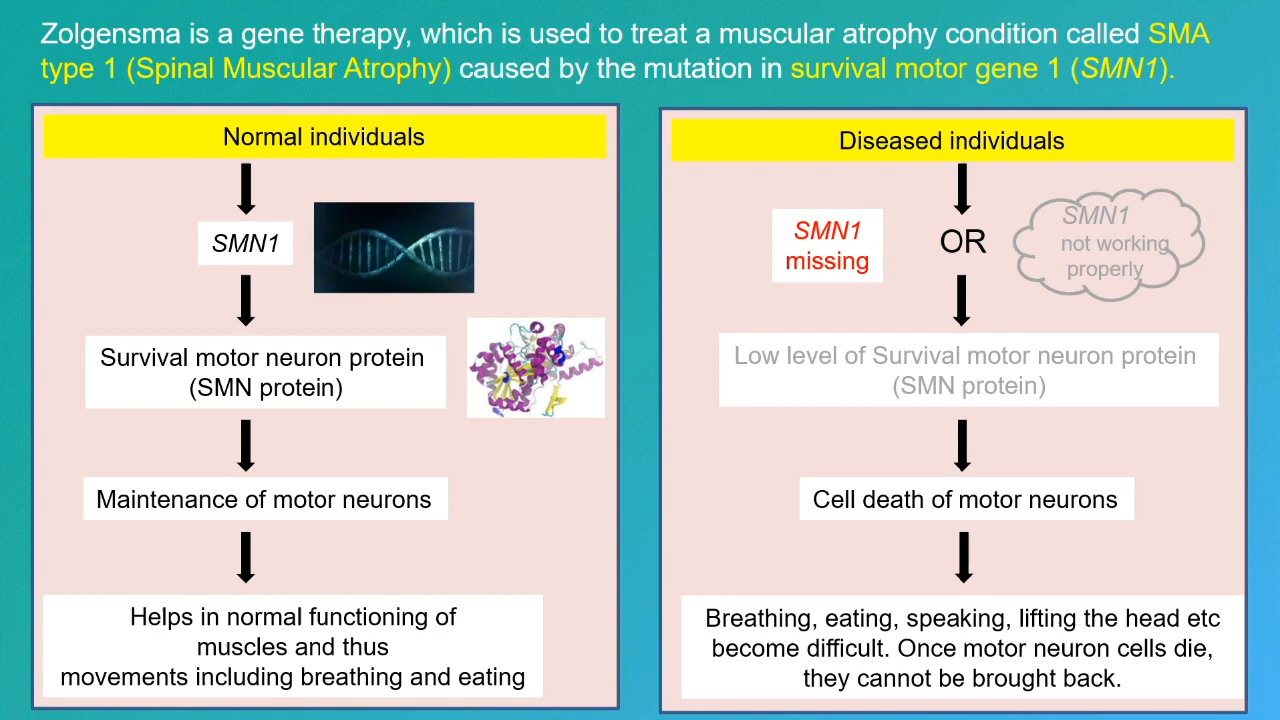 Zolgensma is a gene therapy, which is used to treat a muscular atrophy condition called SMA
type 1 (Spinal Muscular Atrophy) caused by the mutation in survival motor gene 1 (SMN1).
Normal individuals
SMN1
Survival motor neuron protein
(SMN protein)
Maintenance of motor neurons
Helps in normal functioning of
muscles and thus
movements including breathing and eating
Diseased individuals
SMN1
missing
OR
SMN1
not working
properly
Low level of Survival motor neuron protein
(SMN protein)
Cell death of motor neurons
Breathing, eating, speaking, lifting the head etc
become difficult. Once motor neuron cells die,
they cannot be brought back.